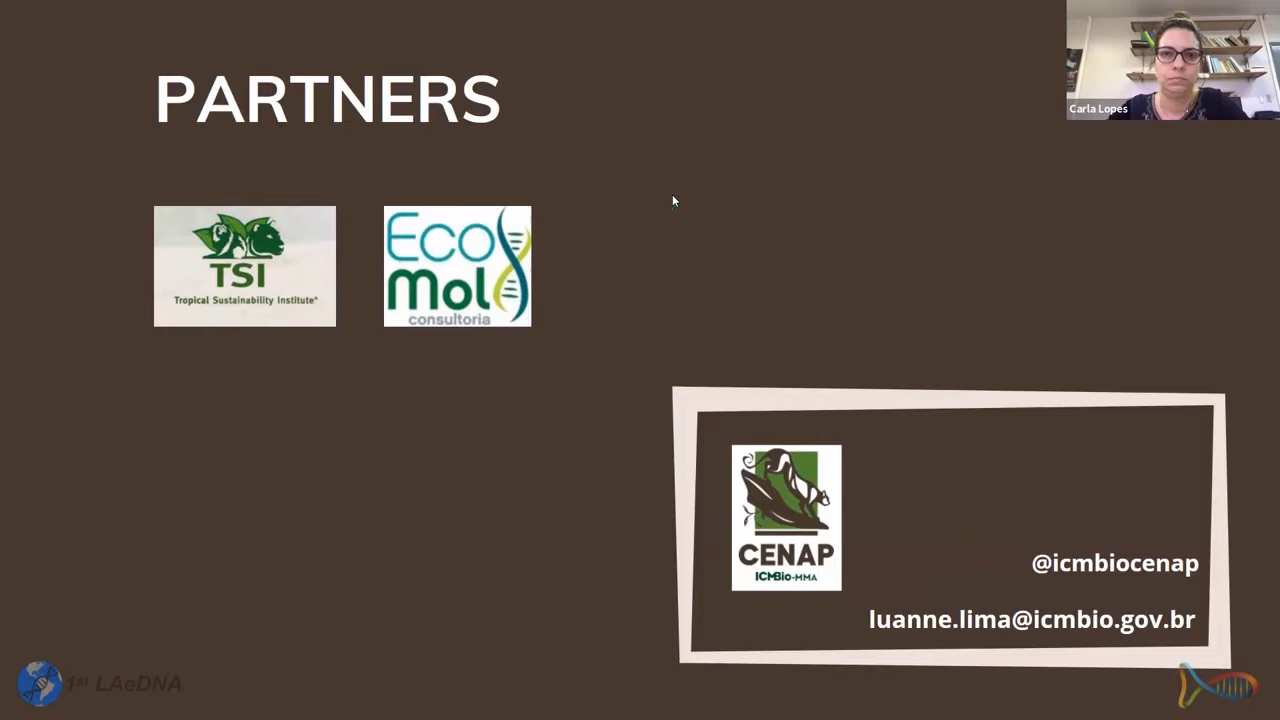 PARTNERS
Carla Lopes
TSI
Tropical Sustainability Institute®
Eco
Mol
consultoria
CENAP
ICMBio-MMA
@icmbiocenap
luanne.lima@icmbio.gov.br
1st LAeDNA